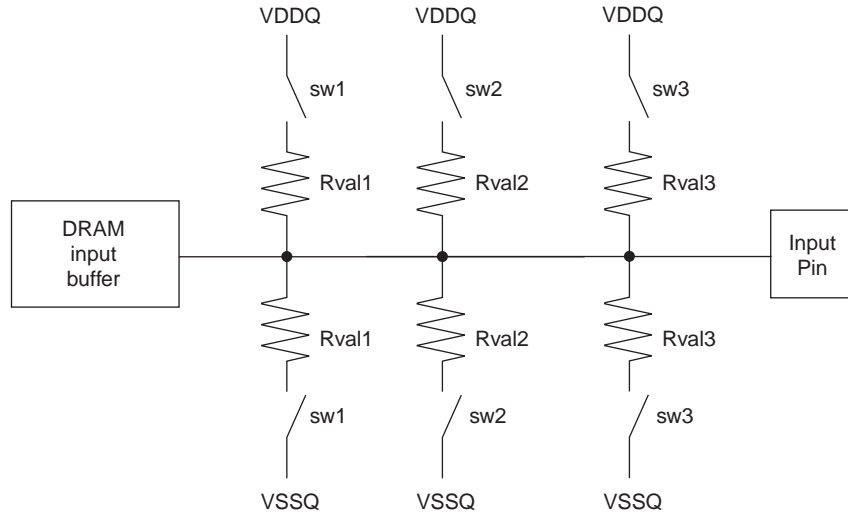 VDDQ
VDDQ
VDDQ
sw1
sw2
sw3
Rval1
Rval2
Rval3
DRAM
input
buffer
Input
Pin
Rval1
Rval2
Rval3
sw1
sw2
sw3
VSSQ
VSSQ
VSSQ